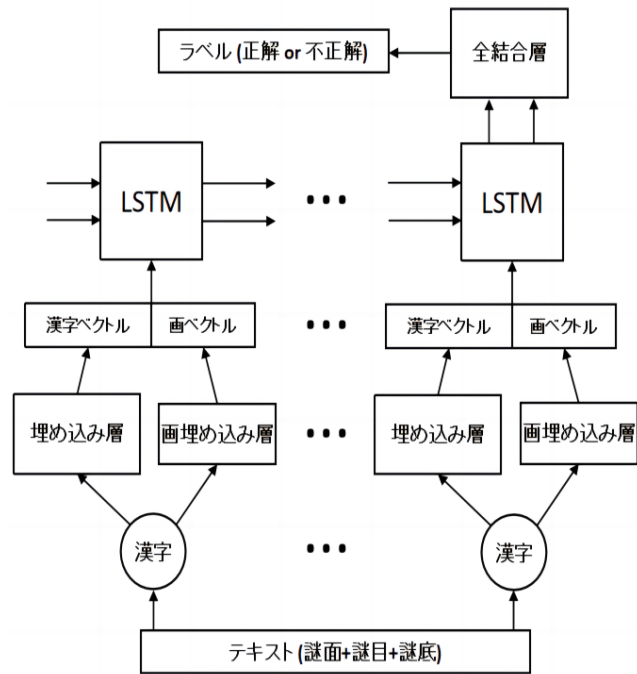 ラベル (正解 or 不正解)
全結合層
LSTM
•••
LSTM
漢字ベクトル
画ベクトル
•••
漢字ベクトル
画ベクトル
埋め込み層
画埋め込み層
•••
埋め込み層
画埋め込み層
漢字
•••
漢字
テキスト (謎面+謎目+謎底)